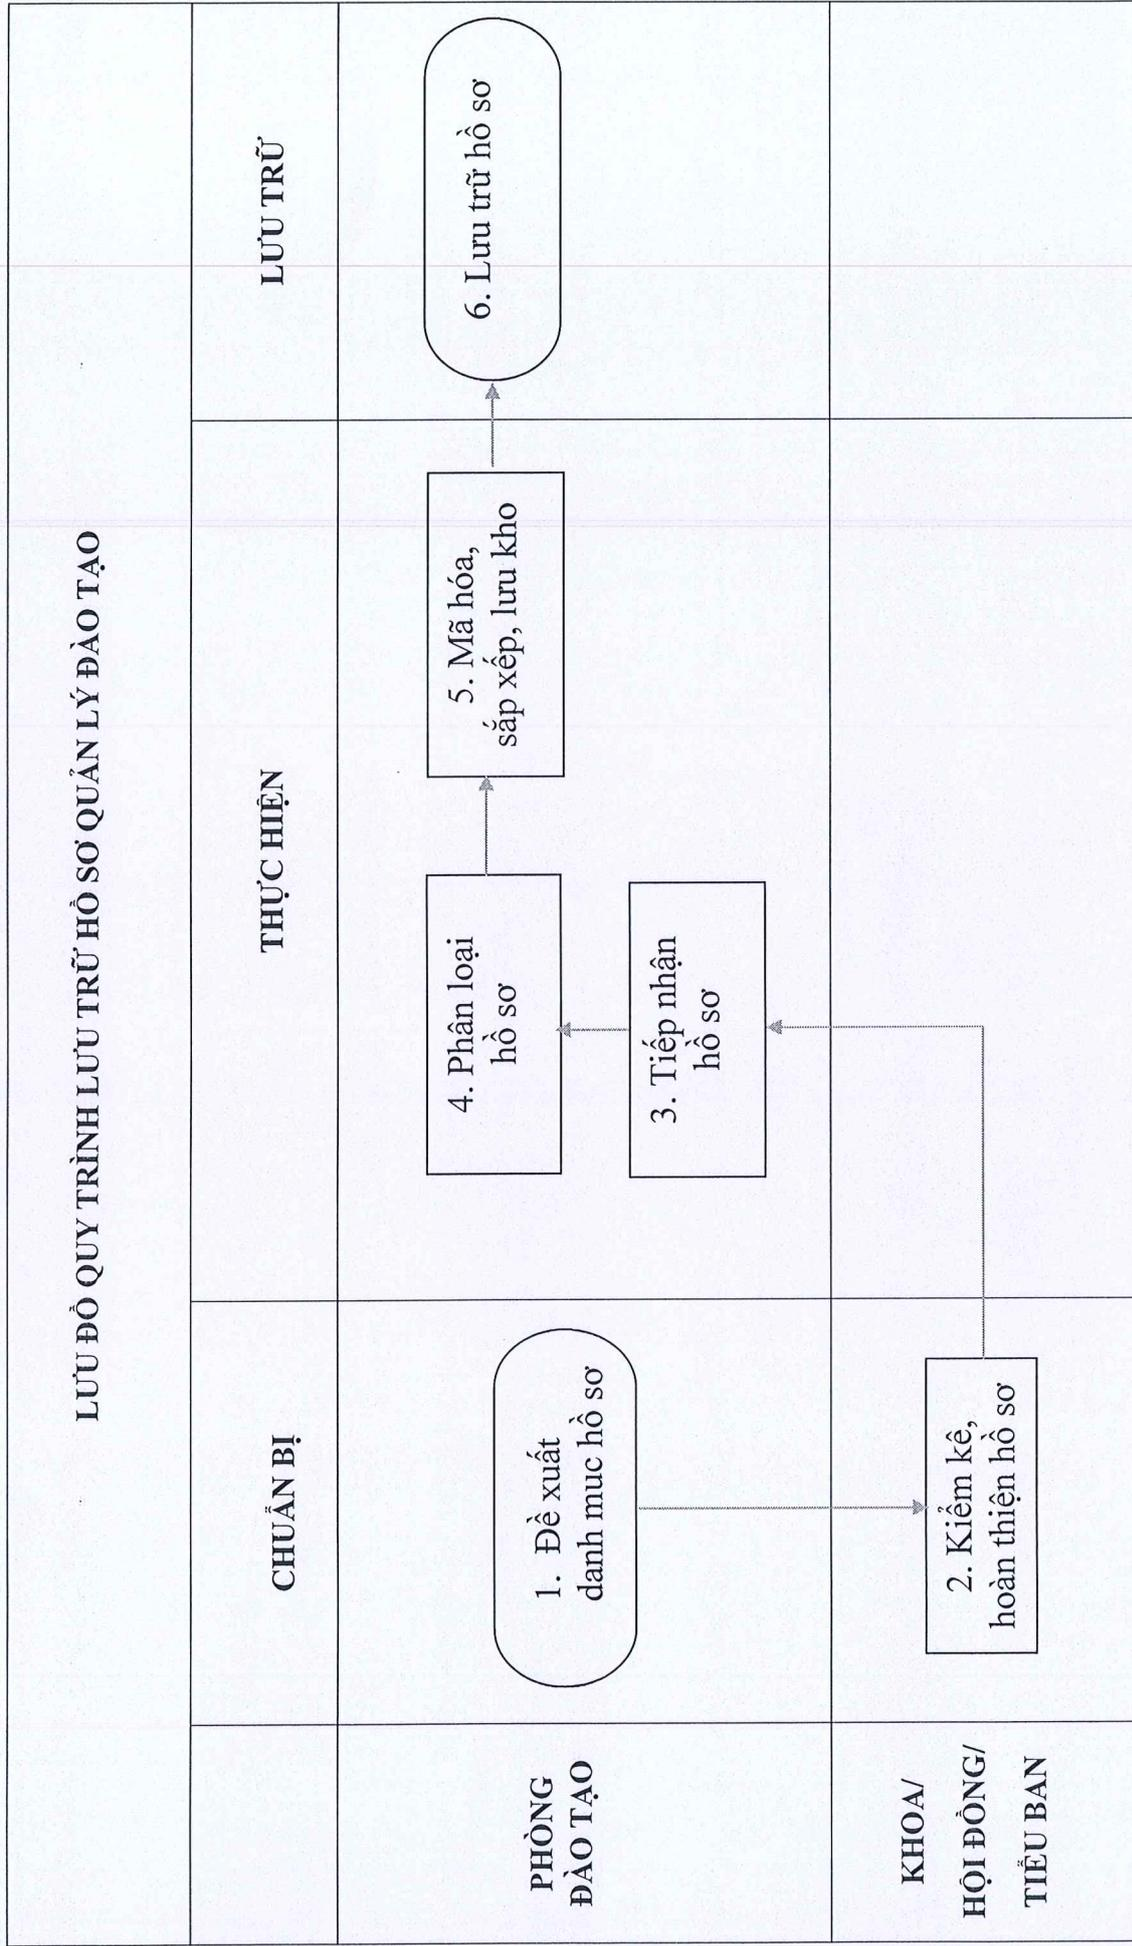 LƯU ĐỒ QUY TRÌNH LƯU TRỮ HỒ SƠ QUẢN LÝ ĐÀO TẠO
CHUẨN BỊ
THỰC HIỆN
LƯU TRỮ
PHÒNG
ĐÀO TẠO
1. Đề xuất
danh muc hồ sơ
4. Phân loại
hồ sơ
3. Tiếp nhận
hồ sơ
5. Mã hóa,
sắp xếp, lưu kho
6. Lưu trữ hồ sơ
KHOA/
HỘI ĐỒNG/
TIỂU BAN
2. Kiểm kê,
hoàn thiện hồ sơ